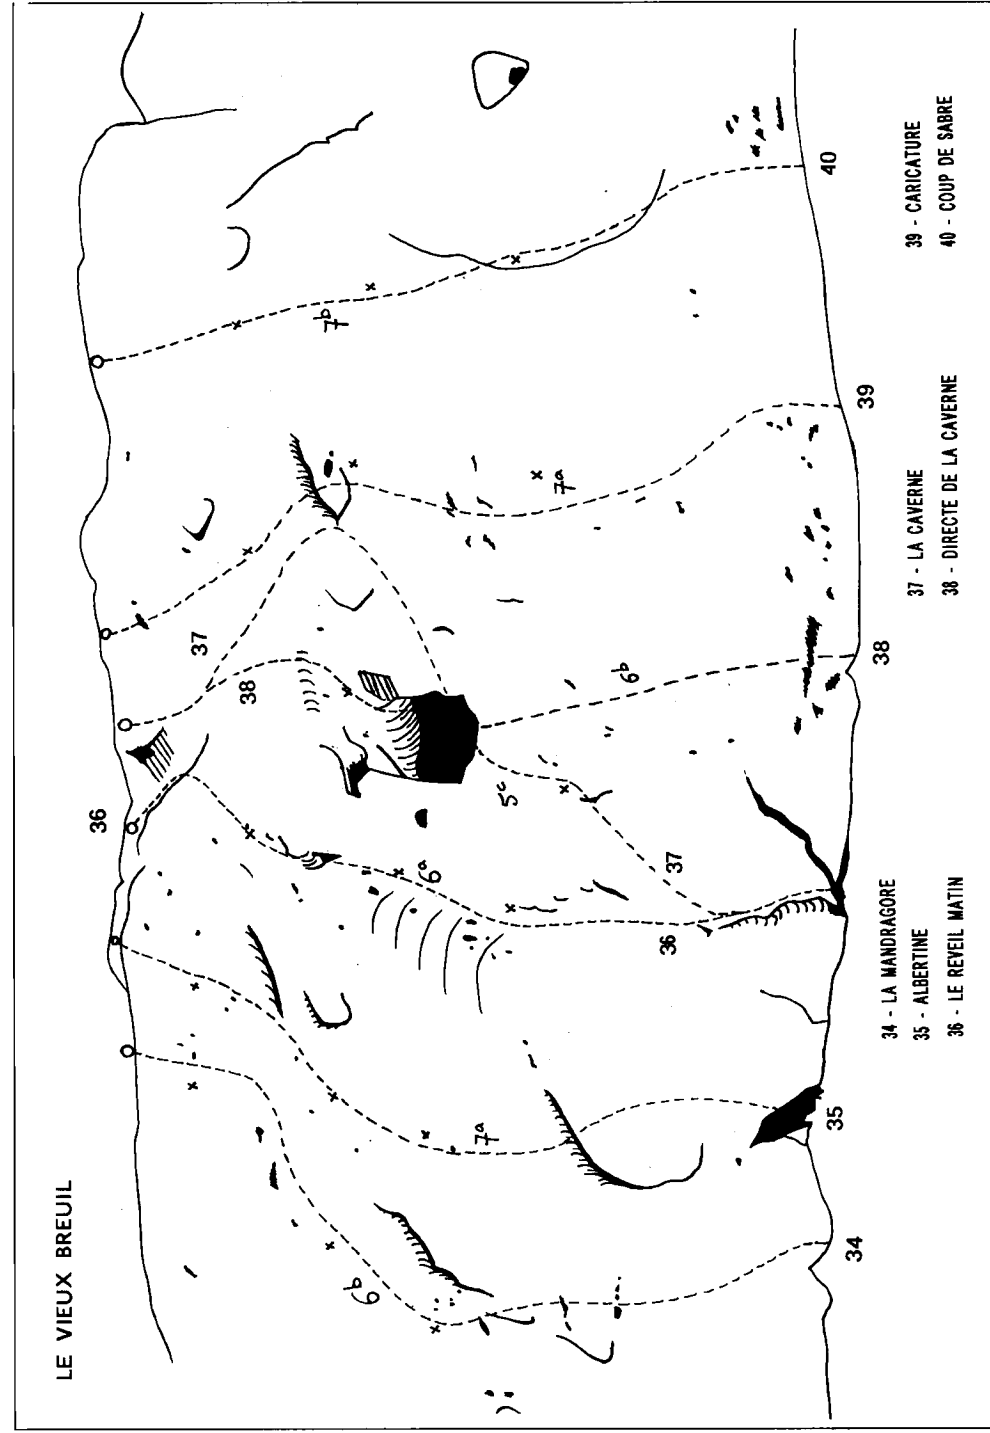 LE VIEUX BREUIL
36
37
38
7b
6b
6a
7a
5c
7a
6b
36
37
34
35
38
39
40
34 - LA MANDRAGORE
35 - ALBERTINE
36 - LE REVEIL MATIN
37 - LA CAVERNE
38 - DIRECTE DE LA CAVERNE
39 - CARICATURE
40 - COUP DE SABRE